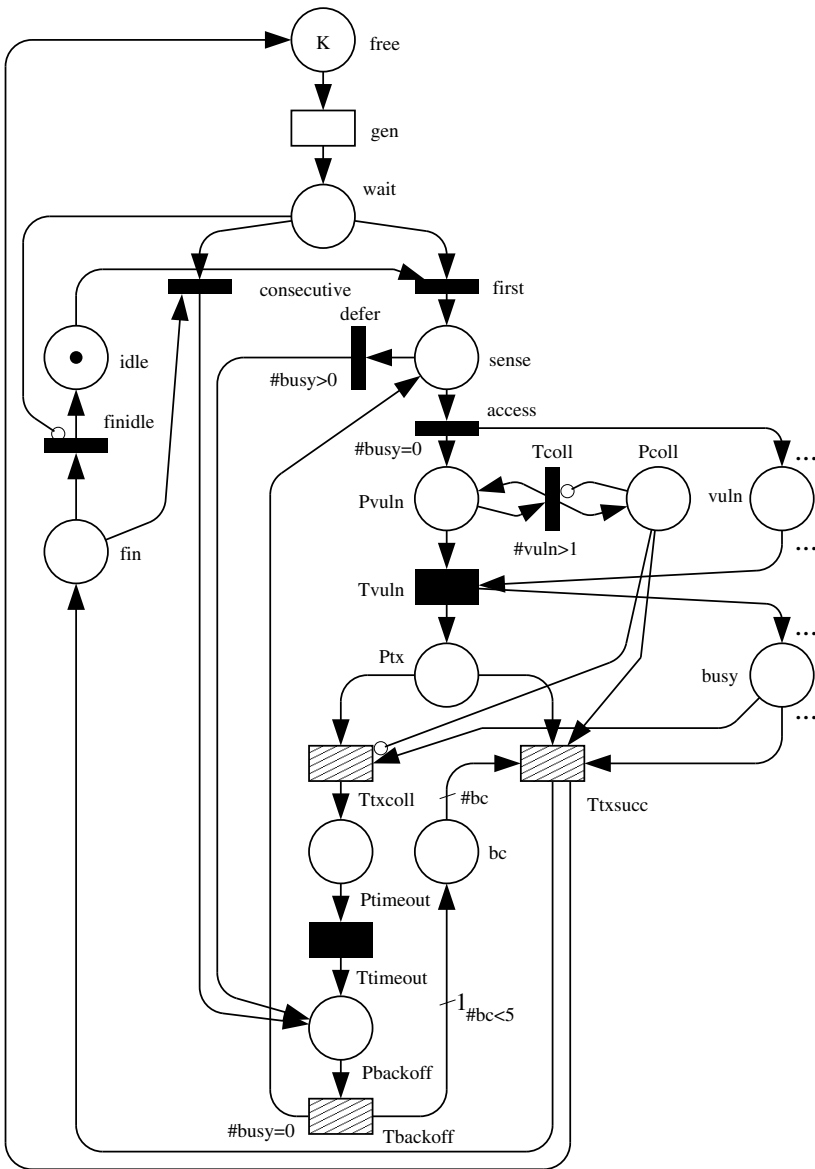 K
free
gen
wait
consecutive
first
defer
idle
sense
#busy>0
finidle
access
#busy=0
Tcoll
Pcoll
...
Pvuln
vuln
fin
#vuln>1
...
Tvuln
...
Ptx
busy
...
Ttxcoll
#bc
Ttxsucc
bc
Ptimeout
Ttimeout
1#bc<5
Pbackoff
#busy=0
Tbackoff